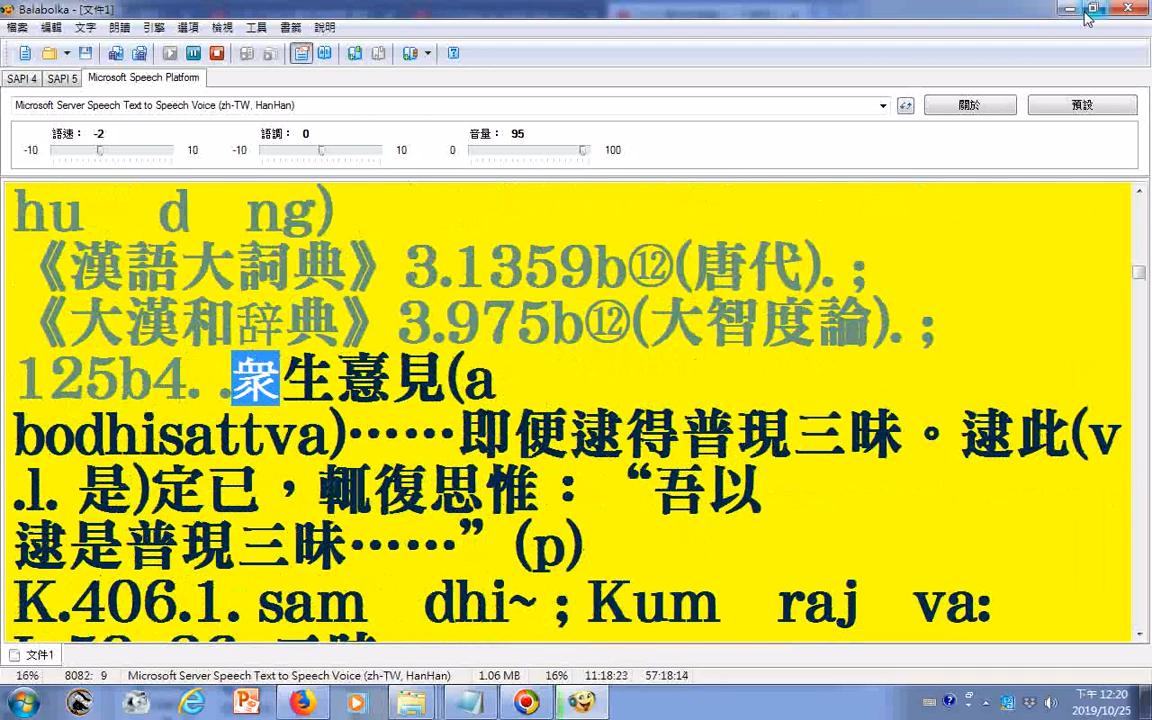 Balabolka - [文件1]
檔案 編輯 文字 朗讀 引擎 選項 檢視 工具 書籤 說明
SAPI 4 SAPI 5 Microsoft Speech Platform
Microsoft Server Speech Text to Speech Voice (zh-TW, HanHan) 關於 預設
語速： -2 語調： 0 音量： 95
-10 10 -10 10 0 100
hu d ng)
《漢語大詞典》3.1359b⑫(唐代). ;
《大漢和辞典》3.975b⑫(大智度論). ;
125b4. .衆生憙見(a
bodhisattva)……即便逮得普現三昧。逮此(v
.l. 是)定已，輒復思惟：“吾以
逮是普現三昧……”(p)
K.406.1. sam dhi~ ; Kum raj va:
文件1
16% 8082: 9 Microsoft Server Speech Text to Speech Voice (zh-TW, HanHan) 1.06 MB 16% 11:18:23 57:18:14
下午 12:20
2019/10/25